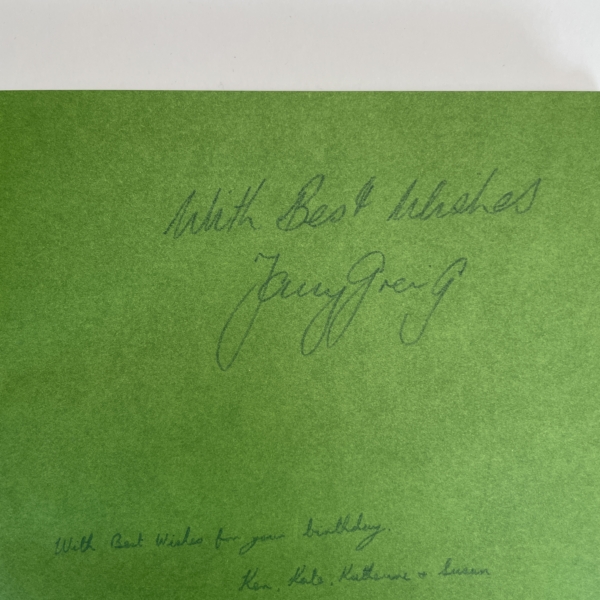 With Best Wishes
Tony Greig
With Best Wishes for your birthday.
Ken, Kate, Katherine + Susan